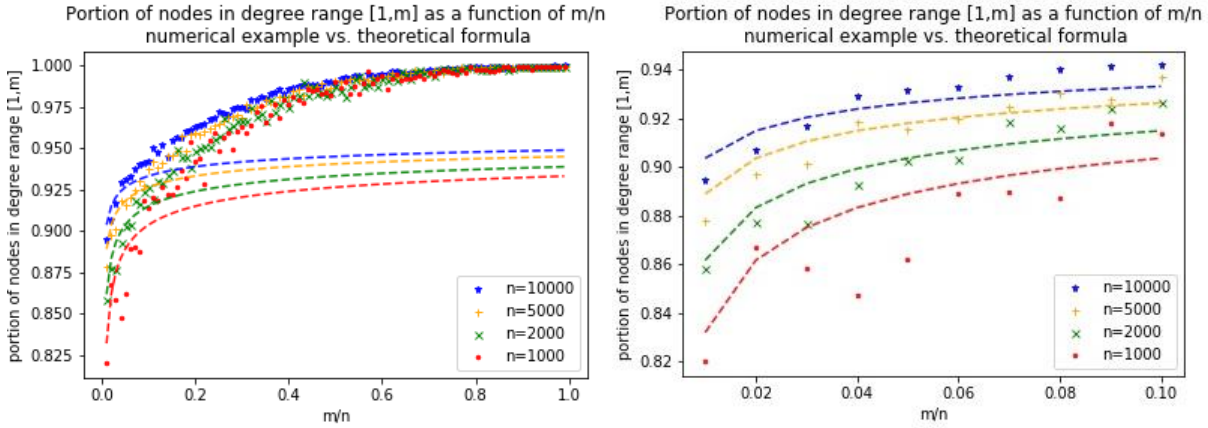 Portion of nodes in degree range [1,m] as a function of m/n
numerical example vs. theoretical formula
portion of nodes in degree range [1,m]
1.000
0.975
0.950
0.925
0.900
0.875
0.850
0.825
n=10000
n=5000
n=2000
n=1000
0.0
0.2
0.4
0.6
0.8
1.0
m/n
Portion of nodes in degree range [1,m] as a function of m/n
numerical example vs. theoretical formula
portion of nodes in degree range [1,m]
0.94
0.92
0.90
0.88
0.86
0.84
0.82
n=10000
n=5000
n=2000
n=1000
0.02
0.04
0.06
0.08
0.10
m/n